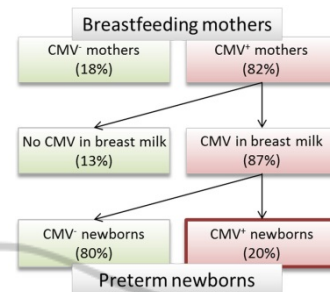 Breastfeeding mothers
CMV⁻ mothers
(18%)
CMV⁺ mothers
(82%)
No CMV in breast milk
(13%)
CMV in breast milk
(87%)
CMV⁻ newborns
(80%)
CMV⁺ newborns
(20%)
Preterm newborns